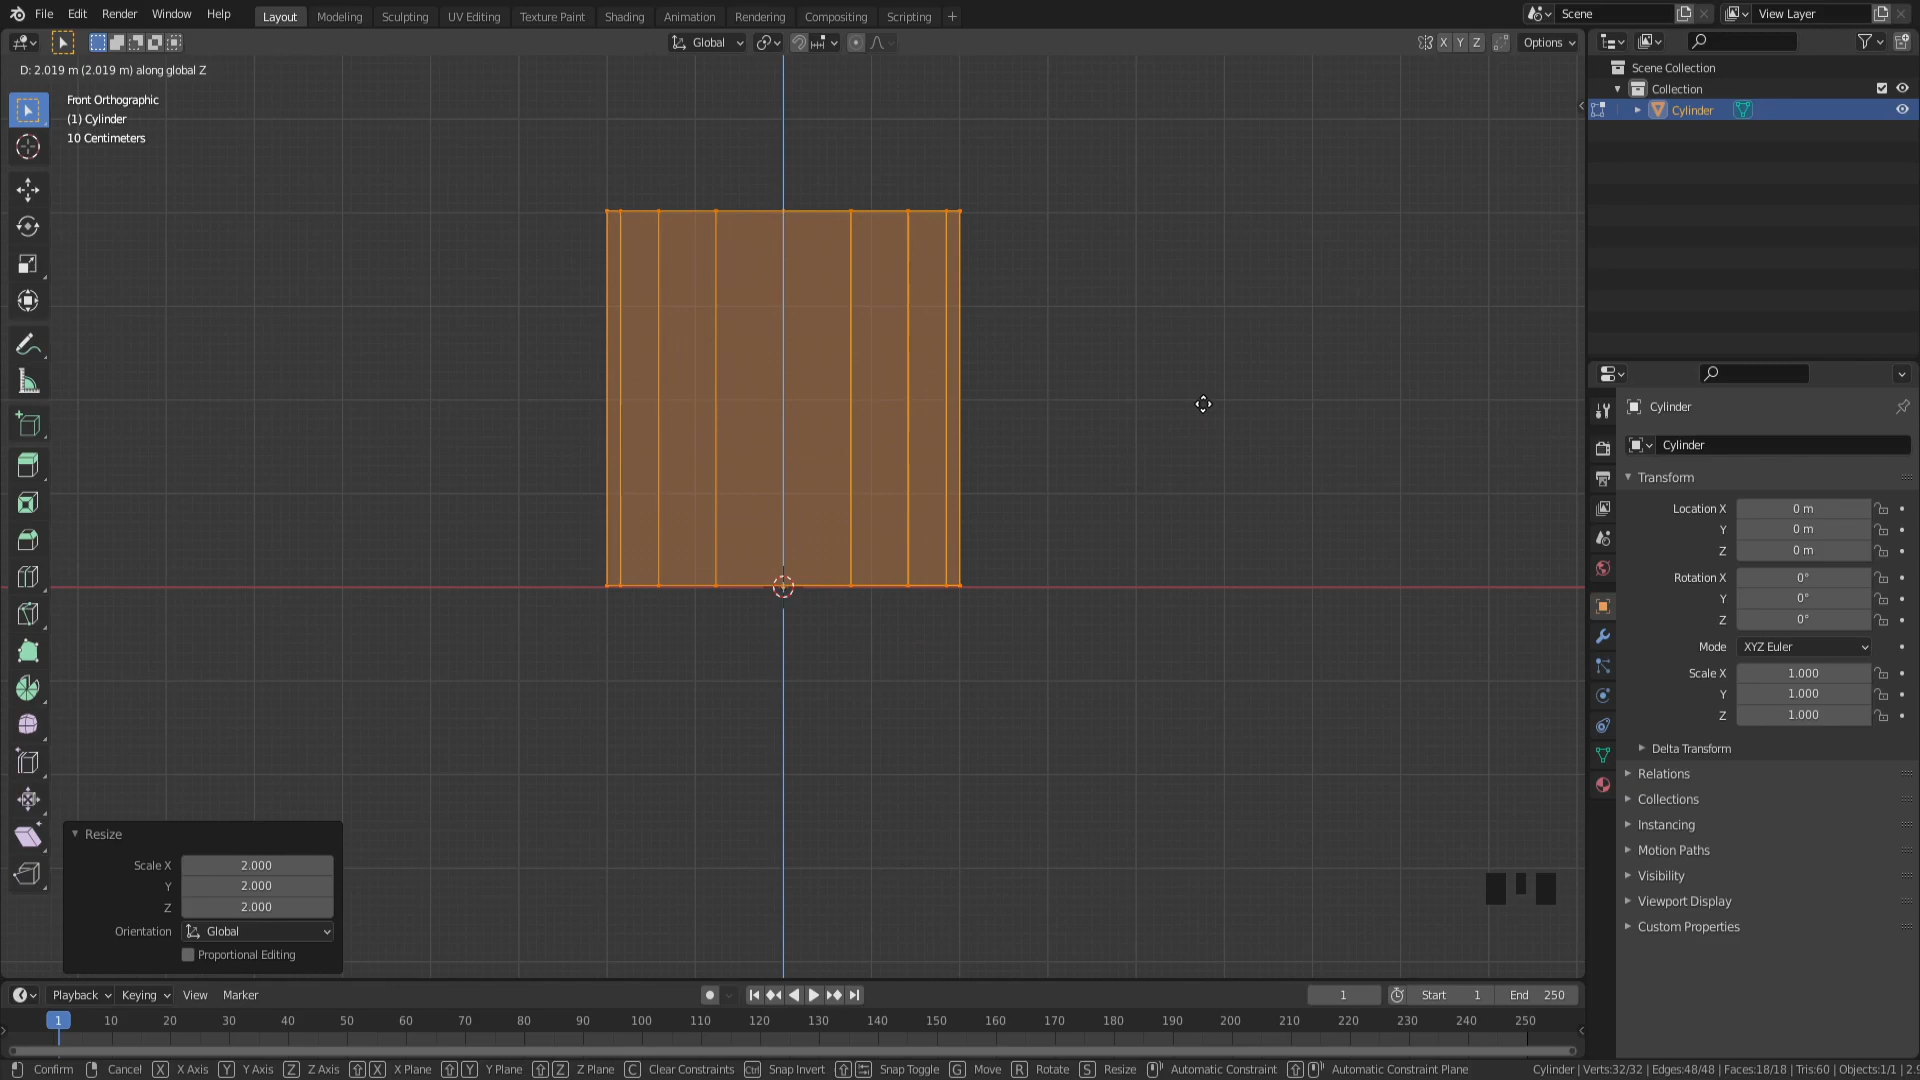 File Edit Render Window Help Layout Modeling Sculpting UV Editing Texture Paint Shading Animation Rendering Compositing Scripting + Scene View Layer
Global X Y Z Options
D: 2.019 m (2.019 m) along global Z
Front Orthographic
(1) Cylinder
10 Centimeters
Scene Collection
Collection
Cylinder
Cylinder
Cylinder
Transform
Location X 0 m
Y 0 m
Z 0 m
Rotation X 0°
Y 0°
Z 0°
Mode XYZ Euler
Scale X 1.000
Y 1.000
Z 1.000
Delta Transform
Relations
Collections
Instancing
Motion Paths
Visibility
Viewport Display
Custom Properties
Resize
Scale X 2.000
Y 2.000
Z 2.000
Orientation Global
Proportional Editing
Playback Keying View Marker 1 Start 1 End 250
1 10 20 30 40 50 60 70 80 90 100 110 120 130 140 150 160 170 180 190 200 210 220 230 240 250
Confirm Cancel X X Axis Y Y Axis Z Z Axis X X Plane Y Y Plane Z Z Plane C Clear Constraints Ctrl Snap Invert Snap Toggle G Move R Rotate S Resize Automatic Constraint Automatic Constraint Plane Cylinder | Verts:32/32 | Edges:48/48 | Faces:18/18 | Tris:60 | Objects:1/1 | 2.9